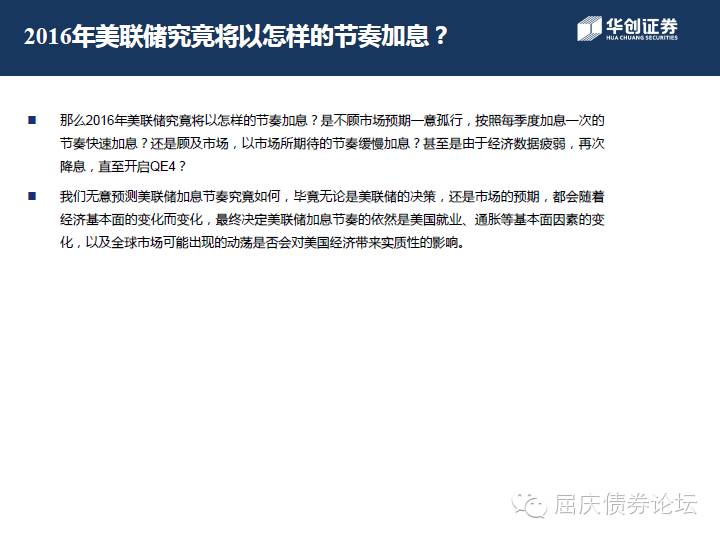 2016年美联储究竟将以怎样的节奏加息？
华创证券
HUA CHUANG SECURITIES
那么2016年美联储究竟将以怎样的节奏加息？是不顾市场预期一意孤行，按照每季度加息一次的
节奏快速加息？还是顾及市场，以市场所期待的节奏缓慢加息？甚至是由于经济数据疲弱，再次
降息，直至开启QE4？
我们无意预测美联储加息节奏究竟如何，毕竟无论是美联储的决策，还是市场的预期，都会随着
经济基本面的变化而变化，最终决定美联储加息节奏的依然是美国就业、通胀等基本面因素的变
化，以及全球市场可能出现的动荡是否会对美国经济带来实质性的影响。
屈庆债券论坛